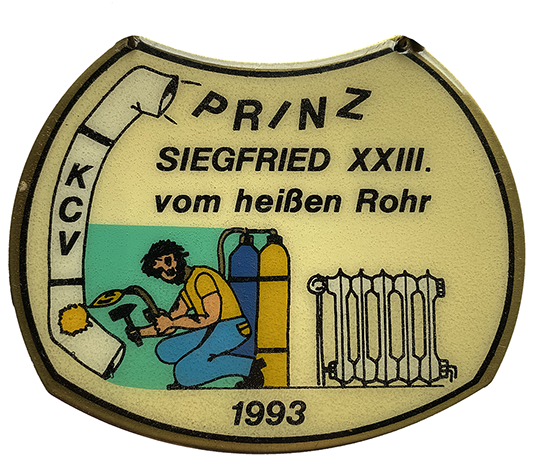 PRINZ
SIEGFRIED XXIII.
vom heißen Rohr
KCV
1993